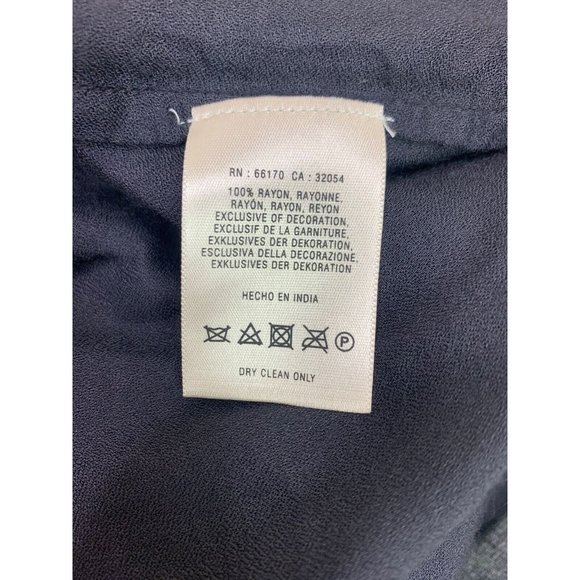 RN : 66170 CA : 32054
100% RAYON, RAYONNE.
RAYÓN, RAYON, REYON
EXCLUSIVE OF DECORATION,
EXCLUSIF DE LA GARNITURE,
EXKLUSIVES DER DEKORATION,
ESCLUSIVA DELLA DECORAZIONE,
EXKLUSIVES DER DEKORATION
HECHO EN INDIA
P
DRY CLEAN ONLY